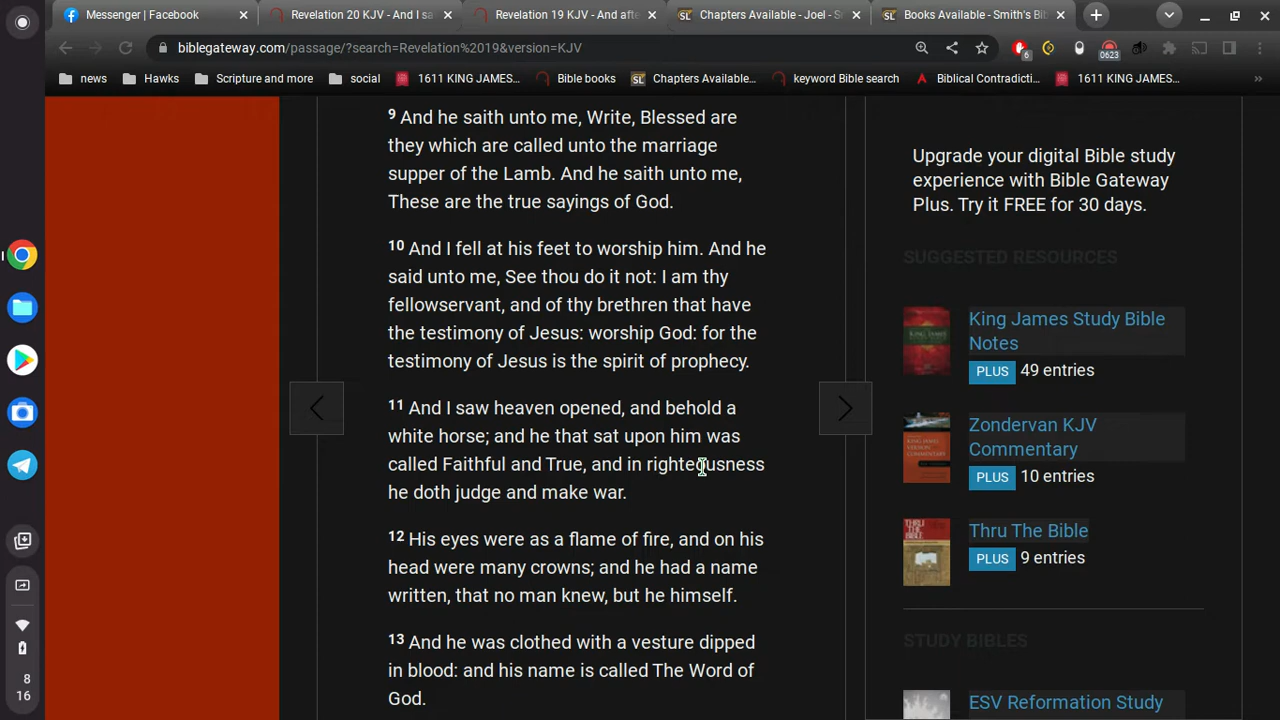 Messenger | Facebook
Revelation 20 KJV - And I sa
Revelation 19 KJV - And afte
Chapters Available - Joel - S
Books Available - Smith's Bi
biblegateway.com/passage/?search=Revelation%2019&version=KJV
6
0623
news
Hawks
Scripture and more
social
1611 KING JAMES...
Bible books
Chapters Available...
keyword Bible search
Biblical Contradicti...
1611 KING JAMES...
»
9 And he saith unto me, Write, Blessed are
they which are called unto the marriage
supper of the Lamb. And he saith unto me,
These are the true sayings of God.
10 And I fell at his feet to worship him. And he
said unto me, See thou do it not: I am thy
fellowservant, and of thy brethren that have
the testimony of Jesus: worship God: for the
testimony of Jesus is the spirit of prophecy.
11 And I saw heaven opened, and behold a
white horse; and he that sat upon him was
called Faithful and True, and in righteousness
he doth judge and make war.
12 His eyes were as a flame of fire, and on his
head were many crowns; and he had a name
written, that no man knew, but he himself.
13 And he was clothed with a vesture dipped
in blood: and his name is called The Word of
God.
Upgrade your digital Bible study
experience with Bible Gateway
Plus. Try it FREE for 30 days.
SUGGESTED RESOURCES
King James Study Bible
Notes
PLUS 49 entries
Zondervan KJV
Commentary
PLUS 10 entries
Thru The Bible
PLUS 9 entries
STUDY BIBLES
ESV Reformation Study
8
16